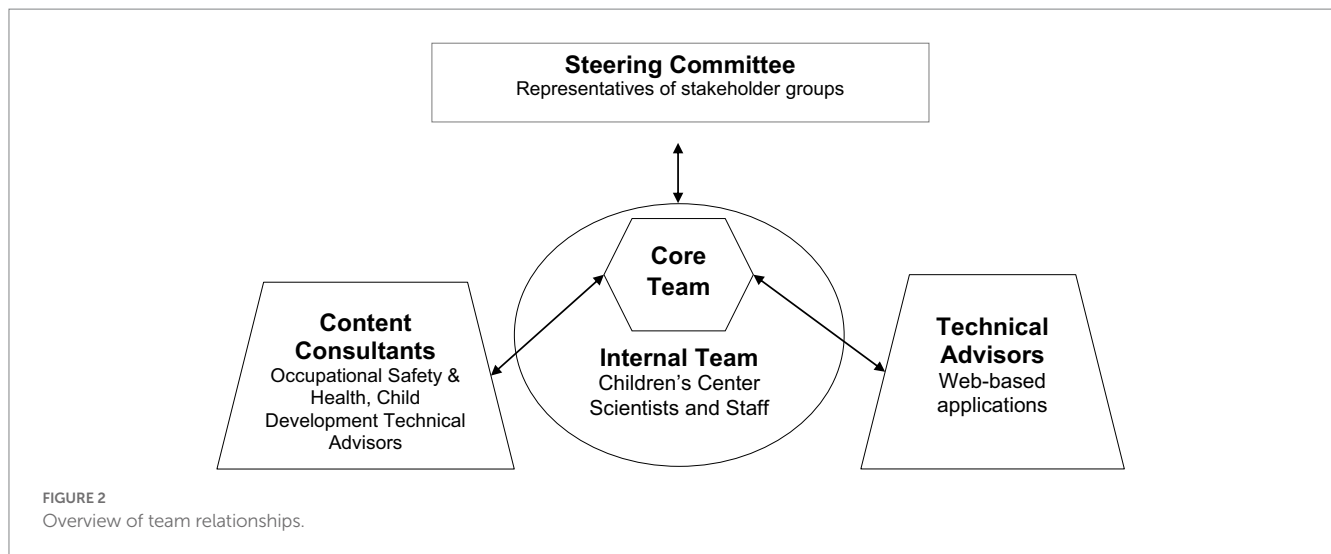 Steering Committee
Representatives of stakeholder groups
Core
Team
Content
Consultants
Occupational Safety &
Health, Child
Development Technical
Advisors
Internal Team
Children's Center
Scientists and Staff
Technical
Advisors
Web-based
applications
FIGURE 2
Overview of team relationships.